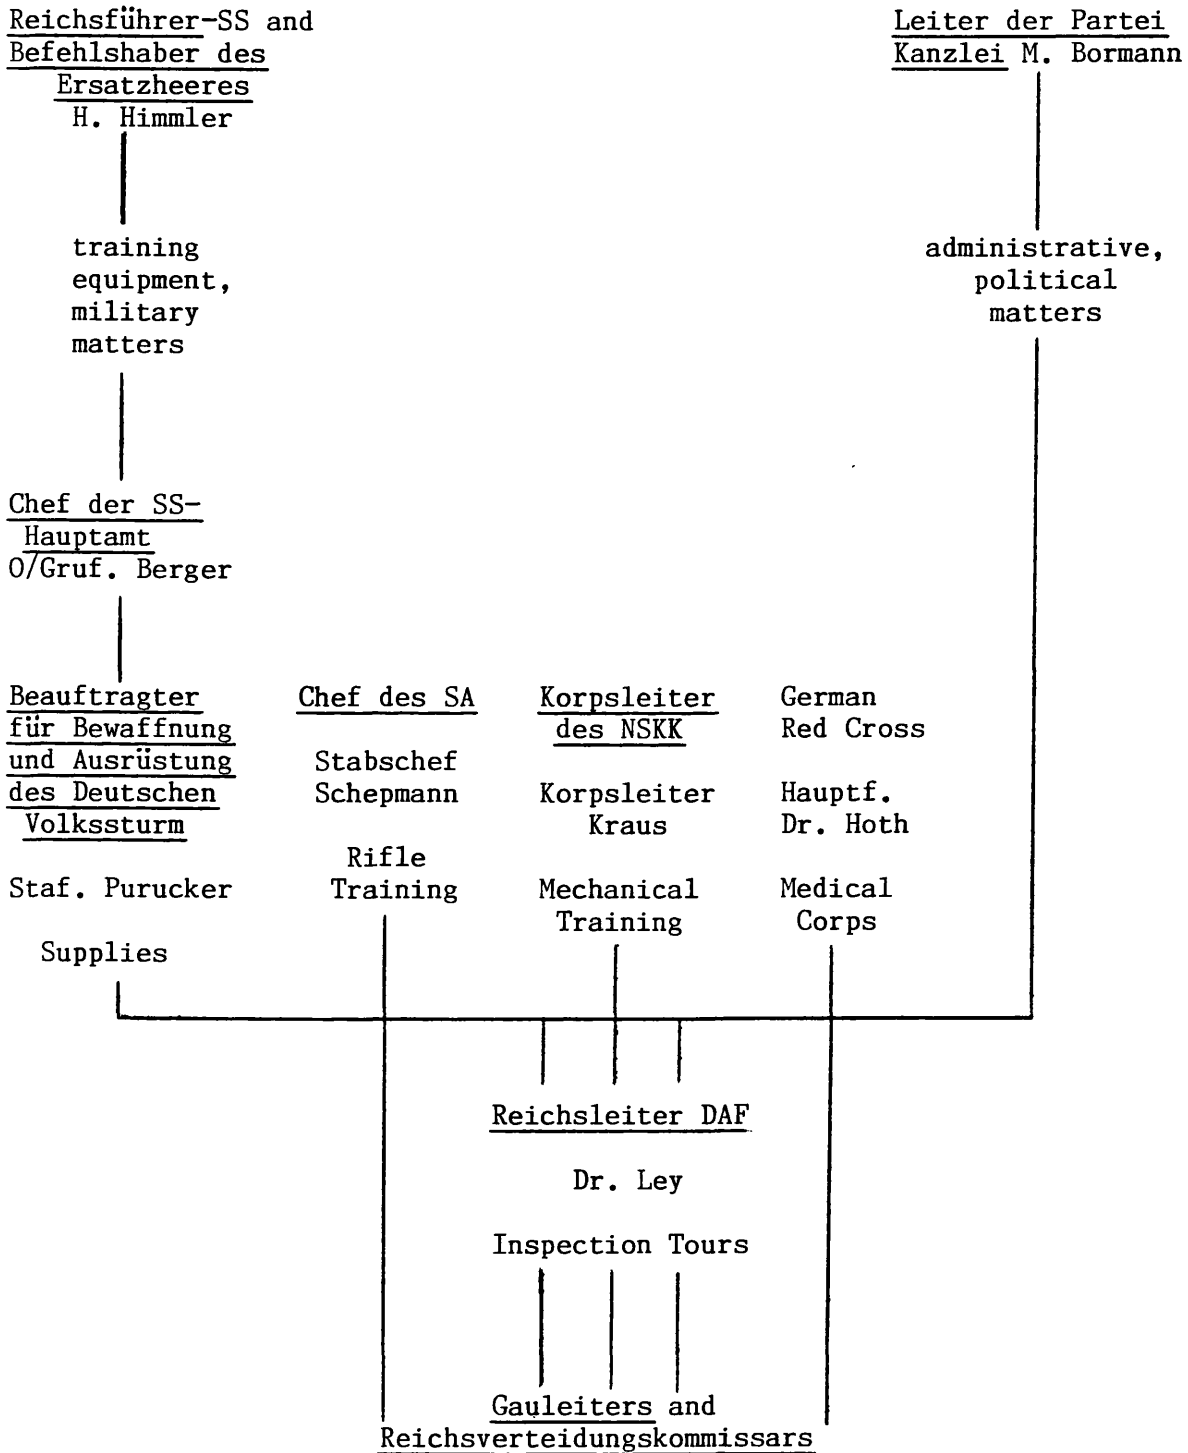 Reichsführer-SS and
Befehlshaber des
Ersatzheeres
H. Himmler
Leiter der Partei
Kanzlei M. Bormann
training
equipment,
military
matters
administrative,
political
matters
Chef der SS-
Hauptamt
O/Gruf. Berger
Beauftragter
für Bewaffnung
und Ausrüstung
des Deutschen
Volkssturm
Staf. Purucker
Supplies
Chef des SA
Stabschef
Schepmann
Rifle
Training
Korpsleiter
des NSKK
Korpsleiter
Kraus
Mechanical
Training
German
Red Cross
Hauptf.
Dr. Hoth
Medical
Corps
Reichsleiter DAF
Dr. Ley
Inspection Tours
Gauleiters and
Reichsverteidungskommissars